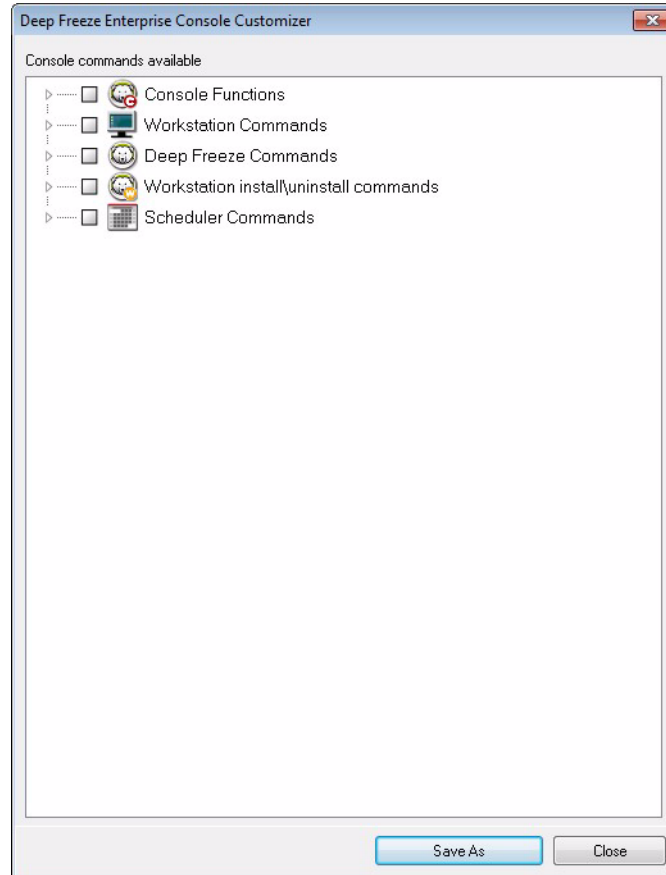 Deep Freeze Enterprise Console Customizer
Console commands available
Console Functions
Workstation Commands
Deep Freeze Commands
Workstation install\uninstall commands
Scheduler Commands
Save As
Close